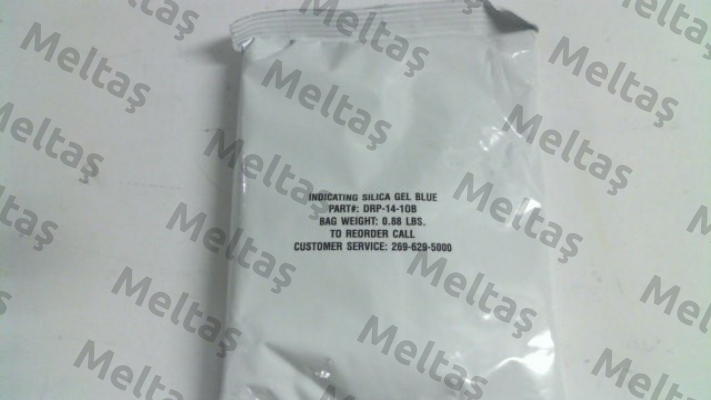 INDICATING SILICA GEL BLUE
PART#: DRP-14-10B
BAG WEIGHT: 0.88 LBS.
TO REORDER CALL
CUSTOMER SERVICE: 269-629-5000
Meltaş